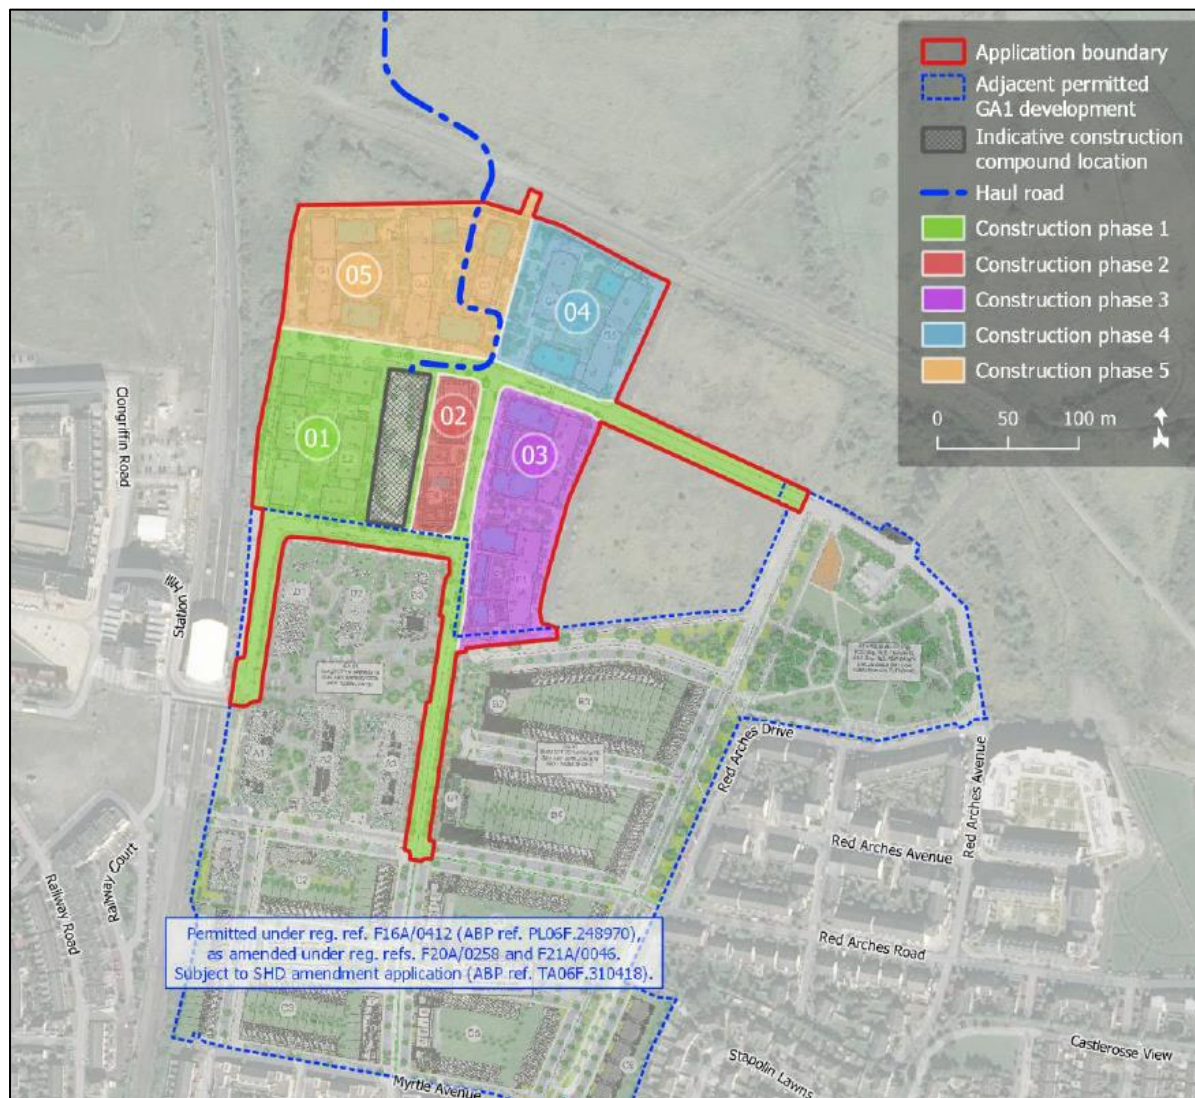 Application boundary
Adjacent permitted
GA1 development
Indicative construction
compound location
Haul road
Construction phase 1
Construction phase 2
Construction phase 3
Construction phase 4
Construction phase 5
0 50 100 m
05
04
02
01
03
Clongriffin Road
Station Hill
Red Arches Drive
Red Arches Avenue
Red Arches Avenue
Red Arches Road
Railway Court
Railway Road
Permitted under reg. ref. F16A/0412 (ABP ref. PL06F.248970),
as amended under reg. refs. F20A/0258 and F21A/0046.
Subject to SHD amendment application (ABP ref. TA06F.310418).
Castlerosse View
Stapolin Lawns
Myrtle Avenue